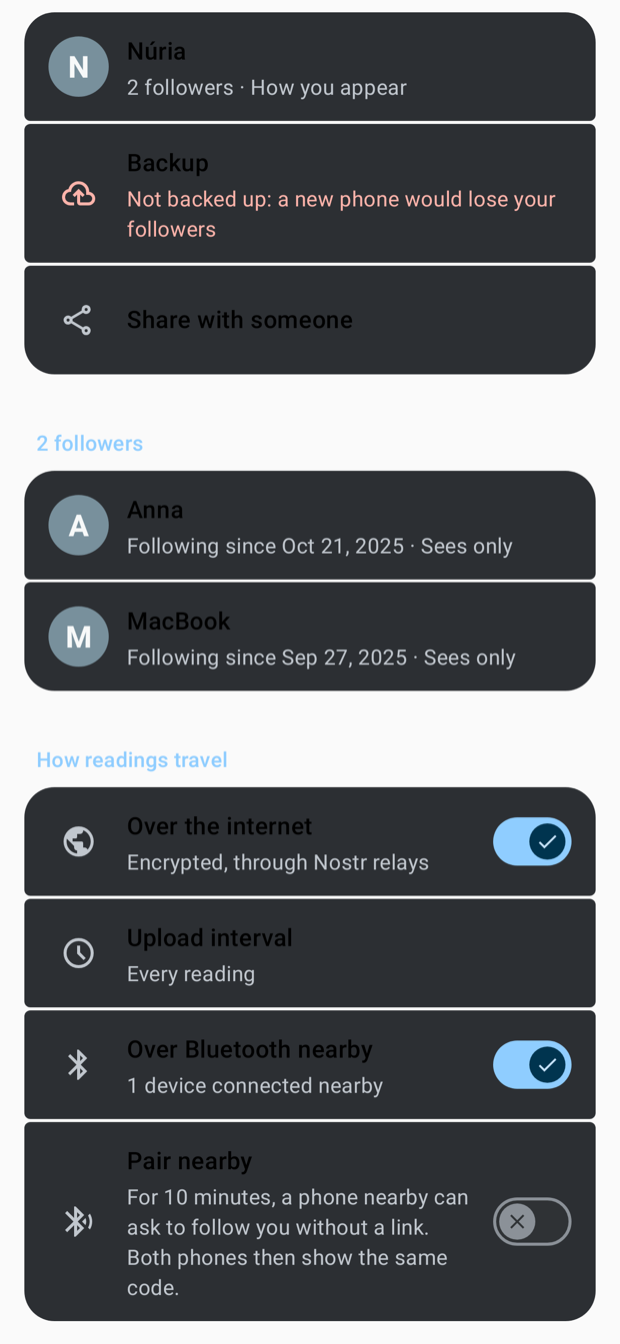 N
Núria
2 followers · How you appear
Backup
Not backed up: a new phone would lose your
followers
Share with someone
2 followers
A
Anna
Following since Oct 21, 2025 · Sees only
M
MacBook
Following since Sep 27, 2025 · Sees only
How readings travel
Over the internet
Encrypted, through Nostr relays
Upload interval
Every reading
Over Bluetooth nearby
1 device connected nearby
Pair nearby
For 10 minutes, a phone nearby can
ask to follow you without a link.
Both phones then show the same
code.